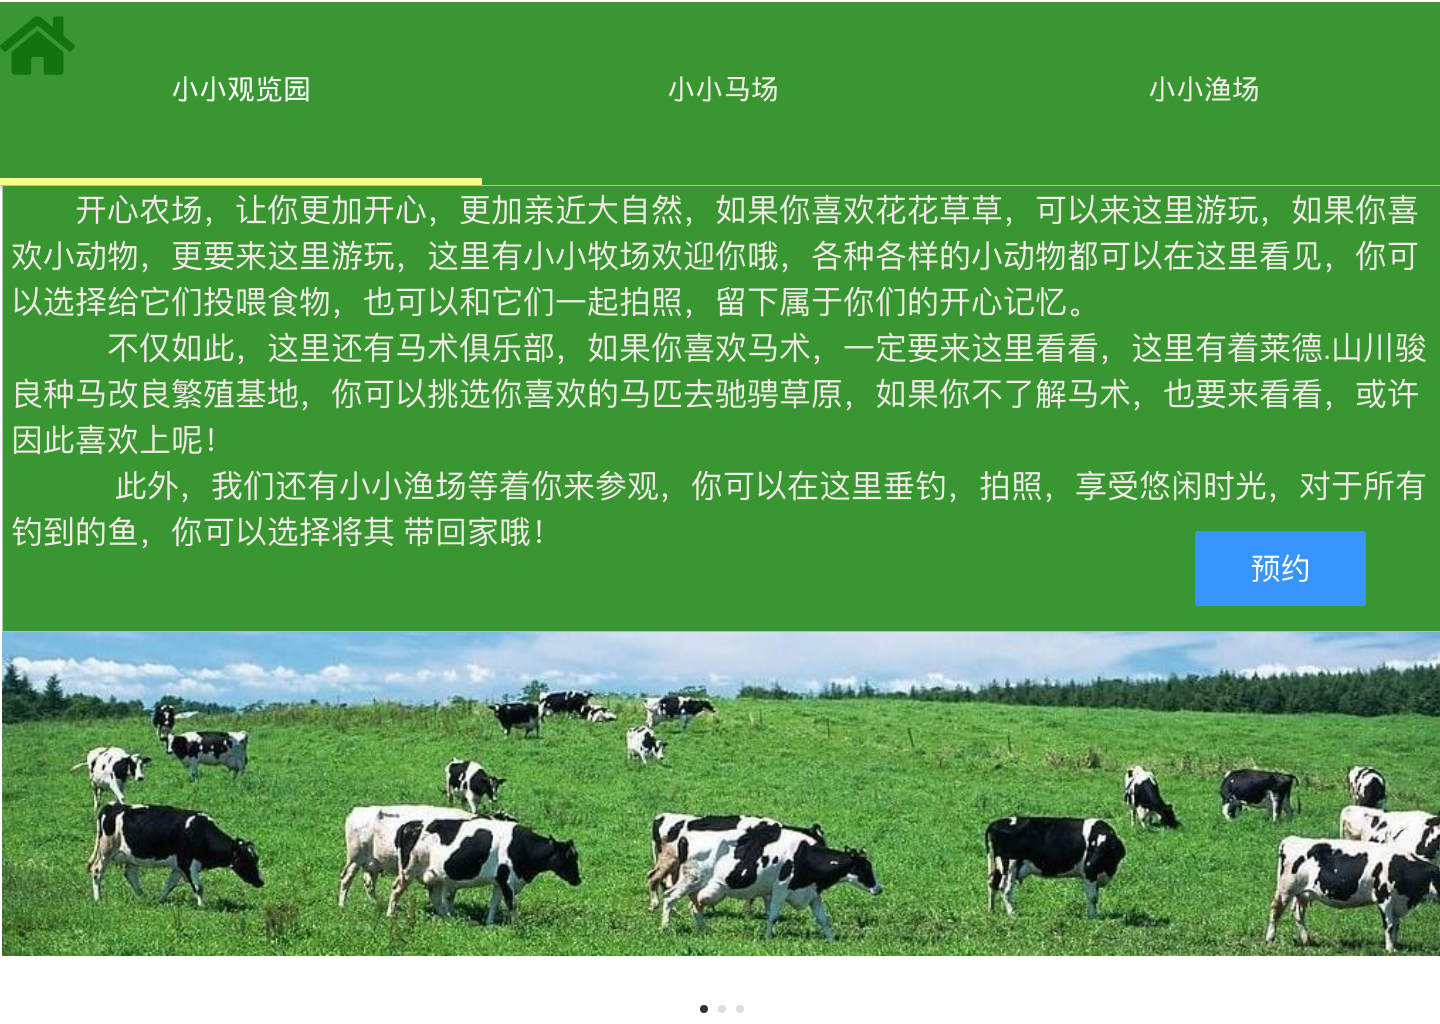 小小观览园
小小马场
小小渔场
开心农场，让你更加开心，更加亲近大自然，如果你喜欢花花草草，可以来这里游玩，如果你喜
欢小动物，更要来这里游玩，这里有小小牧场欢迎你哦，各种各样的小动物都可以在这里看见，你可
以选择给它们投喂食物，也可以和它们一起拍照，留下属于你们的开心记忆。
不仅如此，这里还有马术俱乐部，如果你喜欢马术，一定要来这里看看，这里有着莱德.山川骏
良种马改良繁殖基地，你可以挑选你喜欢的马匹去驰骋草原，如果你不了解马术，也要来看看，或许
因此喜欢上呢！
此外，我们还有小小渔场等着你来参观，你可以在这里垂钓，拍照，享受悠闲时光，对于所有
钓到的鱼，你可以选择将其 带回家哦！
预约